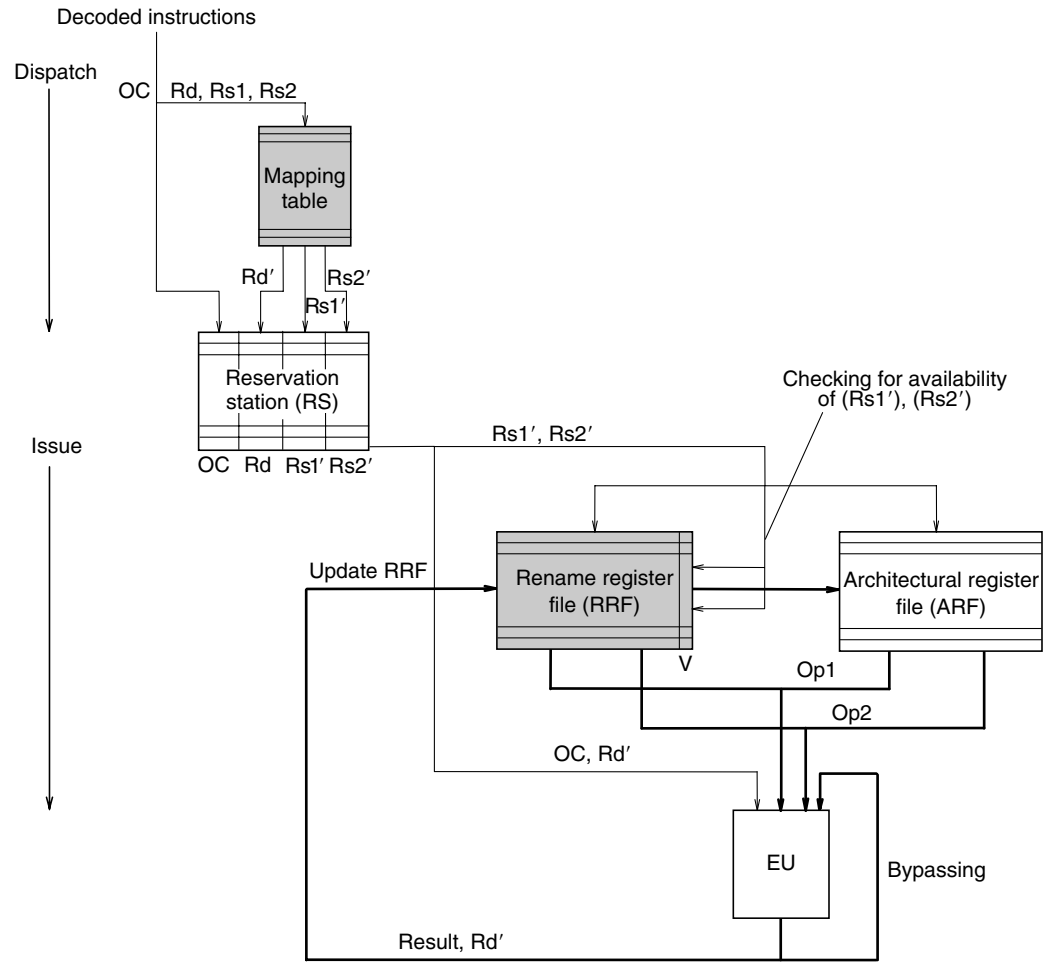 Decoded instructions
Dispatch
OC
Rd, Rs1, Rs2
Mapping
table
Rd′
Rs2′
Rs1′
Reservation
station (RS)
Checking for availability
of (Rs1′), (Rs2′)
Issue
Rs1′, Rs2′
OC Rd Rs1′ Rs2′
Update RRF
Rename register
file (RRF)
Architectural register
file (ARF)
V
Op1
Op2
OC, Rd′
EU
Bypassing
Result, Rd′